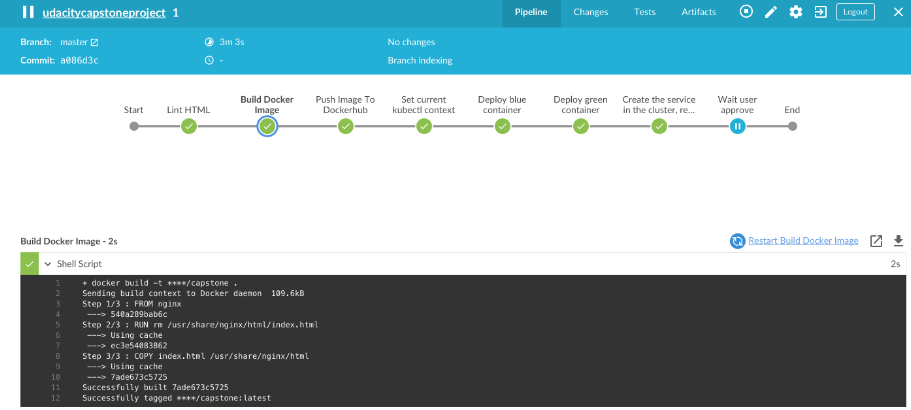 udacitycapstoneproject 1
Pipeline Changes Tests Artifacts Logout
Branch: master 3m 3s No changes
Commit: a086d3c - Branch indexing
Start Lint HTML Build Docker Image Push Image To Dockerhub Set current kubectl context Deploy blue container Deploy green container Create the service in the cluster, re... Wait user approve End
Build Docker Image - 2s Restart Build Docker Image
Shell Script 2s
1 + docker build -t ****/capstone .
2 Sending build context to Docker daemon 109.6kB
3 Step 1/3 : FROM nginx
4 ---> 540a289bab6c
5 Step 2/3 : RUN rm /usr/share/nginx/html/index.html
6 ---> Using cache
7 ---> ec3e54083862
8 Step 3/3 : COPY index.html /usr/share/nginx/html
9 ---> Using cache
10 ---> 7ade673c5725
11 Successfully built 7ade673c5725
12 Successfully tagged ****/capstone:latest